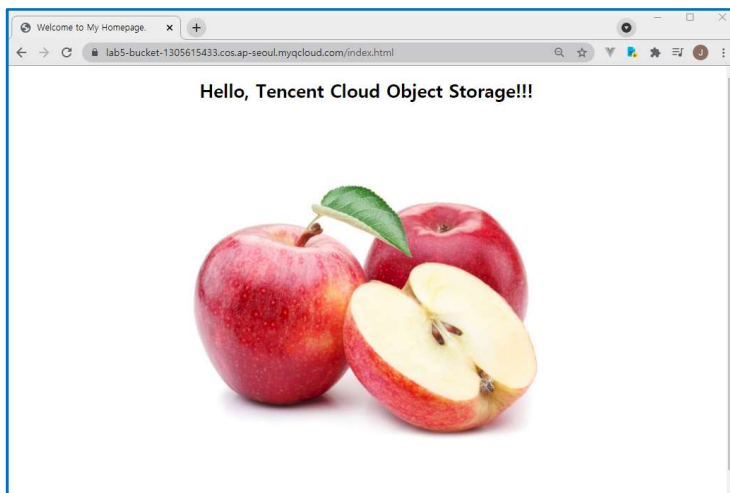 Welcome to My Homepage.
lab5-bucket-1305615433.cos.ap-seoul.myqcloud.com/index.html
J
Hello, Tencent Cloud Object Storage!!!